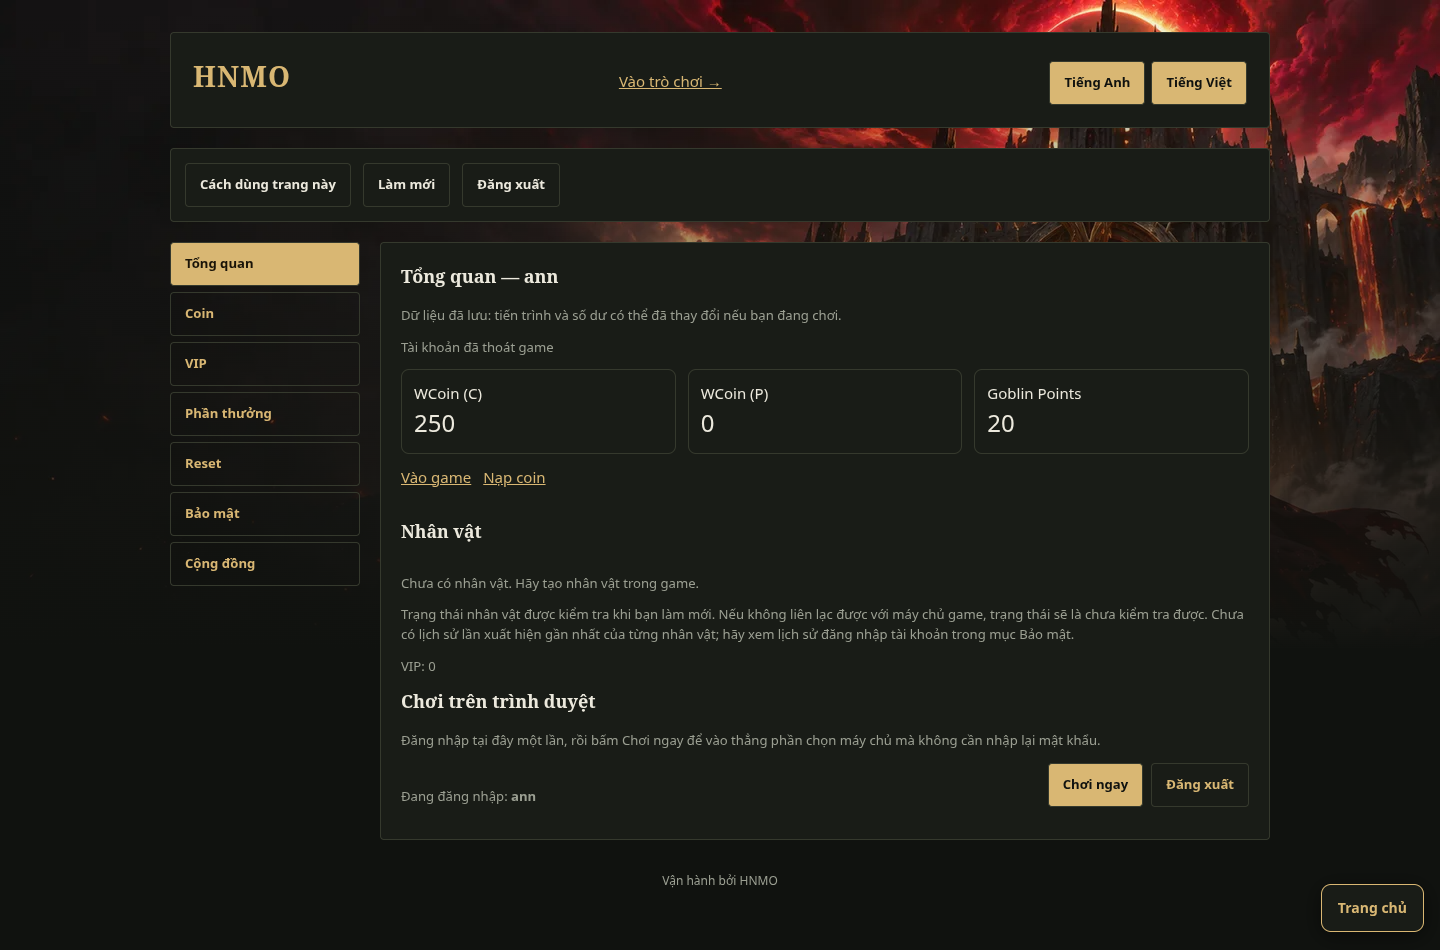 HNMO
Vào trò chơi →
Tiếng Anh
Tiếng Việt
Cách dùng trang này
Làm mới
Đăng xuất
Tổng quan
Coin
VIP
Phần thưởng
Reset
Bảo mật
Cộng đồng
Tổng quan — ann
Dữ liệu đã lưu: tiến trình và số dư có thể đã thay đổi nếu bạn đang chơi.
Tài khoản đã thoát game
WCoin (C)
250
WCoin (P)
0
Goblin Points
20
Vào game
Nạp coin
Nhân vật
Chưa có nhân vật. Hãy tạo nhân vật trong game.
Trạng thái nhân vật được kiểm tra khi bạn làm mới. Nếu không liên lạc được với máy chủ game, trạng thái sẽ là chưa kiểm tra được. Chưa
có lịch sử lần xuất hiện gần nhất của từng nhân vật; hãy xem lịch sử đăng nhập tài khoản trong mục Bảo mật.
VIP: 0
Chơi trên trình duyệt
Đăng nhập tại đây một lần, rồi bấm Chơi ngay để vào thẳng phần chọn máy chủ mà không cần nhập lại mật khẩu.
Đang đăng nhập: ann
Chơi ngay
Đăng xuất
Vận hành bởi HNMO
Trang chủ